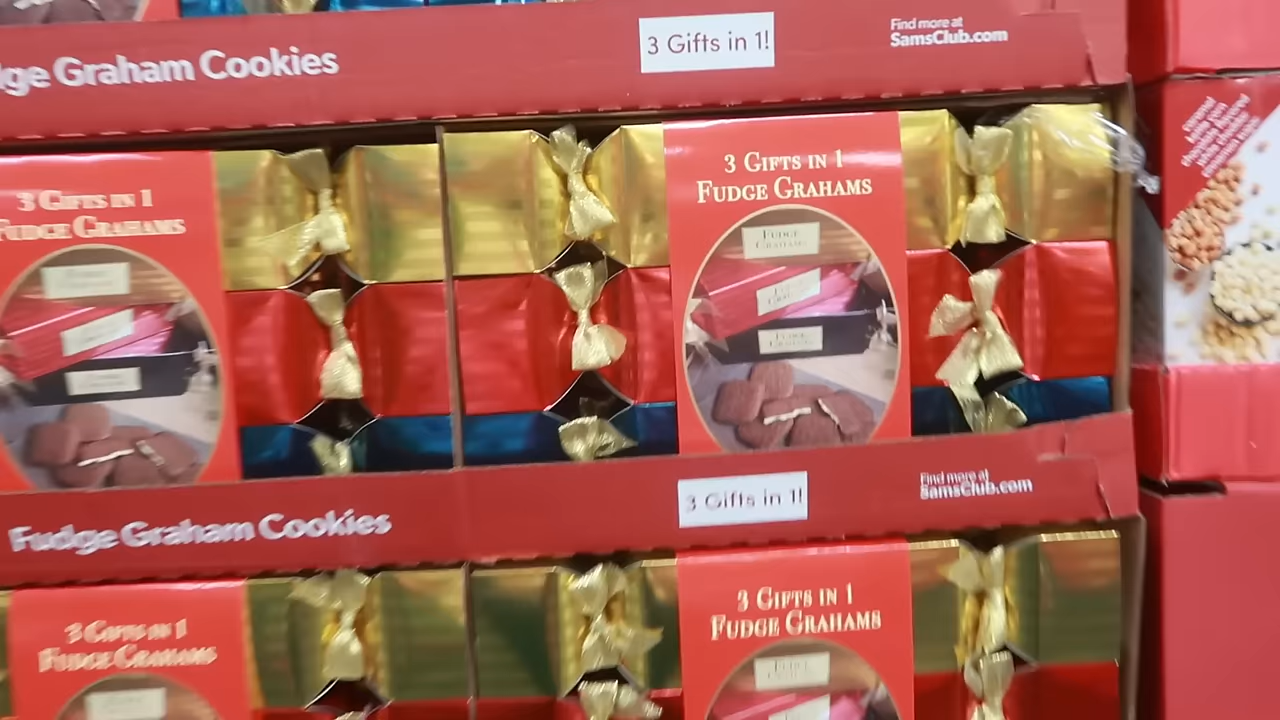 dge Graham Cookies
3 Gifts in 1!
Find more at
SamsClub.com
3 GIFTS IN 1
FUDGE GRAHAMS
3 GIFTS IN 1
FUDGE GRAHAMS
FUDGE
GRAHAMS
Fudge Graham Cookies
3 Gifts in 1!
Find more at
SamsClub.com
3 GIFTS IN 1
FUDGE GRAHAMS
3 GIFTS IN 1
FUDGE GRAHAMS
FUDGE